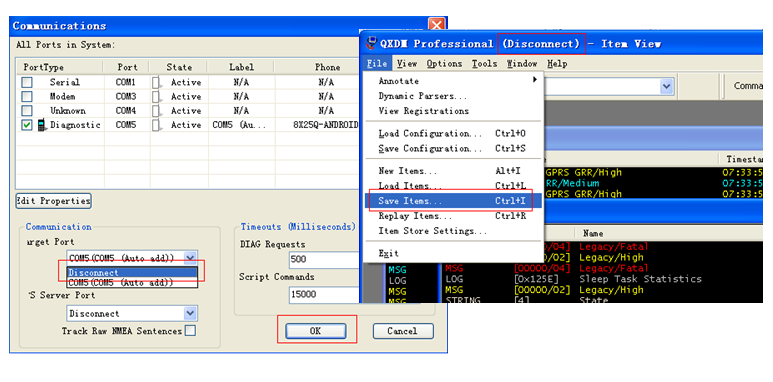 Communications
All Ports in System:
PortType Port State Label Phone
Serial COM1 Active N/A N/A
Modem COM3 Active N/A N/A
Unknown COM4 Active N/A N/A
Diagnostic COM5 Active COM5 (Au... 8X25Q-ANDROID
Edit Properties
Communication
arget Port
COM5(COM5 (Auto add))
Disconnect
COM5(COM5 (Auto add))
'S Server Port
Disconnect
Track Raw NMEA Sentences
Timeouts (Milliseconds)
DIAG Requests
500
Script Commands
15000
OK
Cancel
QXDM Professional (Disconnect) - Item View
File View Options Tools Window Help
Annotate
Dynamic Parsers...
View Registrations
Load Configuration... Ctrl+O
Save Configuration... Ctrl+S
New Items... Alt+I
Load Items... Ctrl+L
Save Items... Ctrl+I
Replay Items... Ctrl+R
Item Store Settings...
Exit
Comma
Timesta
GPRS GRR/High 07:33:5
RR/Medium 07:33:5
GPRS GRR/High 07:33:5
Name
/04] Legacy/Fatal
/02] Legacy/High
MSG MSG [00000/04] Legacy/Fatal
LOG LOG [0x125E] Sleep Task Statistics
MSG MSG [00000/02] Legacy/High
MSG STRING [4] State